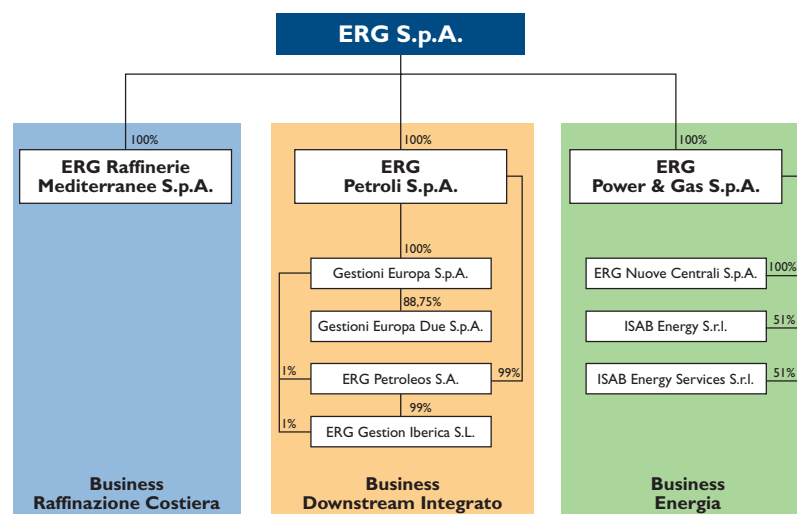 ERG S.p.A.
100%
ERG Raffinerie
Mediterranee S.p.A.
Business
Raffinazione Costiera
100%
ERG
Petroli S.p.A.
100%
Gestioni Europa S.p.A.
88,75%
Gestioni Europa Due S.p.A.
1%
ERG Petroleos S.A.
99%
99%
1%
ERG Gestion Iberica S.L.
Business
Downstream Integrato
100%
ERG
Power & Gas S.p.A.
ERG Nuove Centrali S.p.A.
100%
ISAB Energy S.r.l.
51%
ISAB Energy Services S.r.l.
51%
Business
Energia